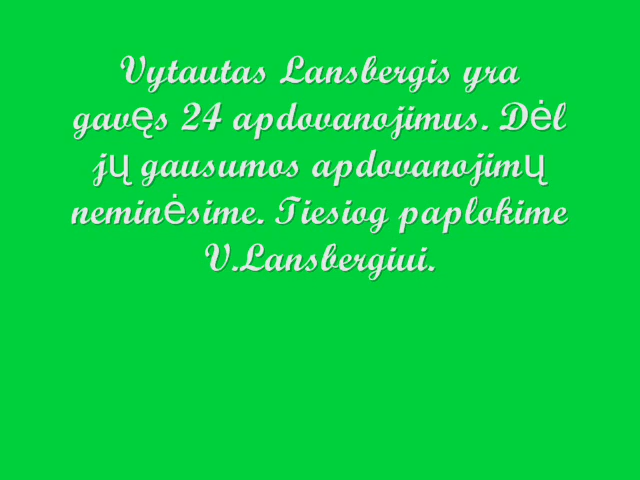 Vytautas Lansbergis yra
gavęs 24 apdovanojimus. Dėl
jų gausumos apdovanojimų
neminėsime. Tiesiog paplokime
V.Lansbergiui.